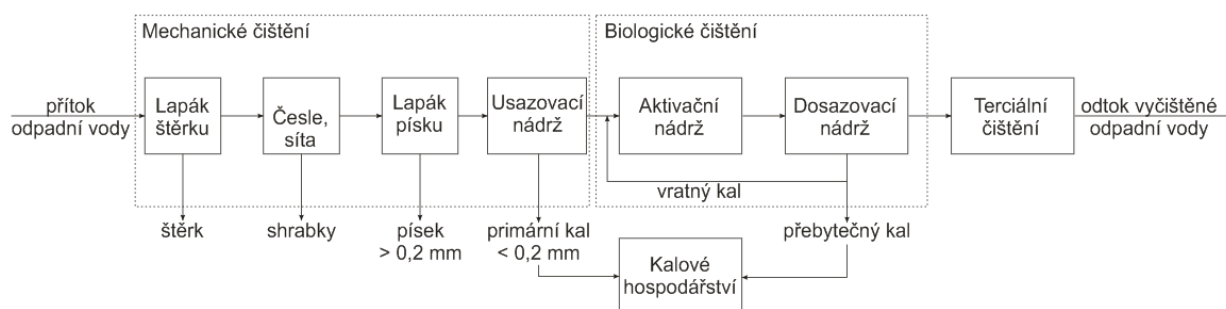 Mechanické čištění
Biologické čištění
přítok
odpadní vody
Lapák
štěrku
Česle,
síta
Lapák
písku
Usazovací
nádrž
Aktivační
nádrž
Dosazovací
nádrž
Terciální
čištění
odtok vyčištěné
odpadní vody
vratný kal
štěrk
shrabky
písek
> 0,2 mm
primární kal
< 0,2 mm
přebytečný kal
Kalové
hospodářství